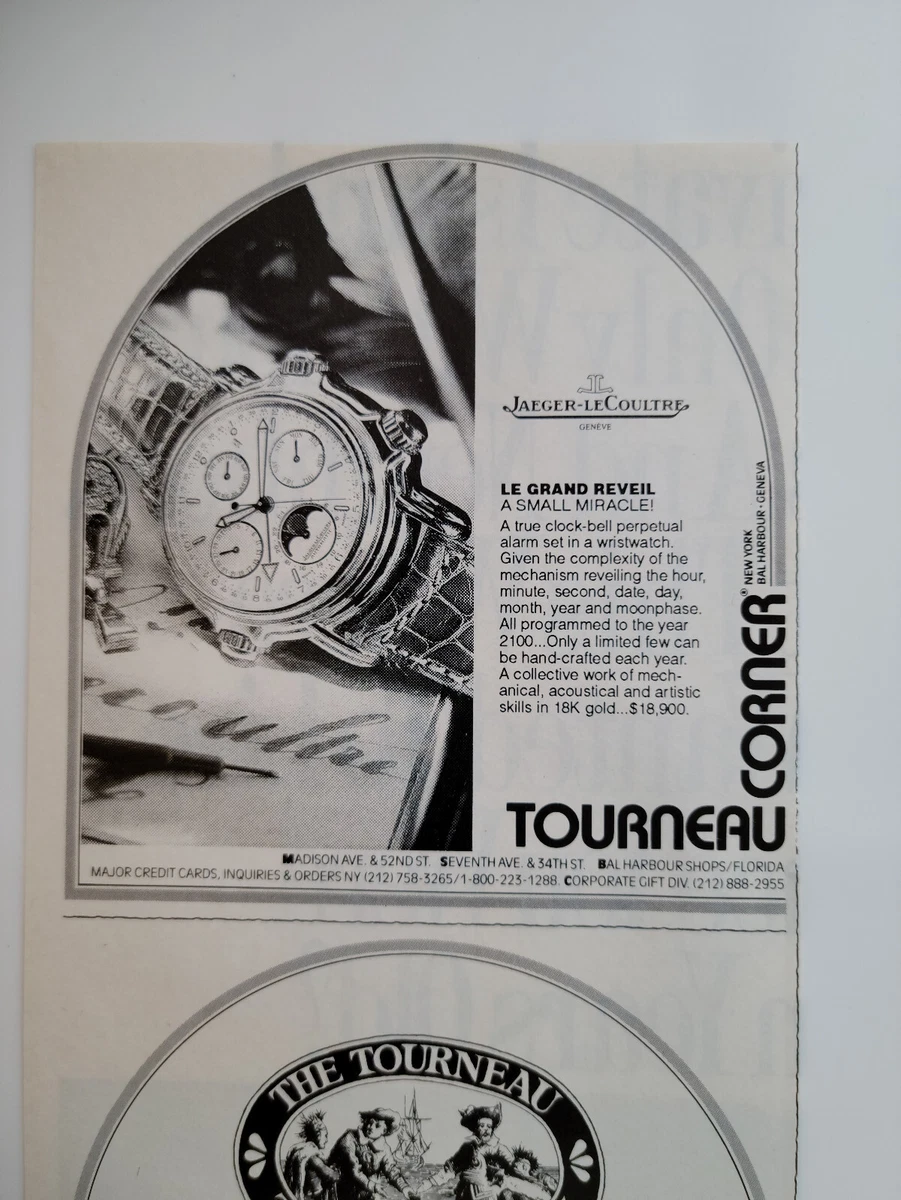 JAEGER-LECOULTRE
GENÈVE
LE GRAND REVEIL
A SMALL MIRACLE!
A true clock-bell perpetual
alarm set in a wristwatch.
Given the complexity of the
mechanism reveiling the hour,
minute, second, date, day,
month, year and moonphase.
All programmed to the year
2100...Only a limited few can
be hand-crafted each year.
A collective work of mech-
anical, acoustical and artistic
skills in 18K gold...$18,900.
TOURNEAU CORNER®
NEW YORK
BAL HARBOUR • GENEVA
MADISON AVE. & 52ND ST. SEVENTH AVE. & 34TH ST. BAL HARBOUR SHOPS/FLORIDA
MAJOR CREDIT CARDS, INQUIRIES & ORDERS NY (212) 758-3265/1-800-223-1288. CORPORATE GIFT DIV. (212) 888-2955
THE TOURNEAU